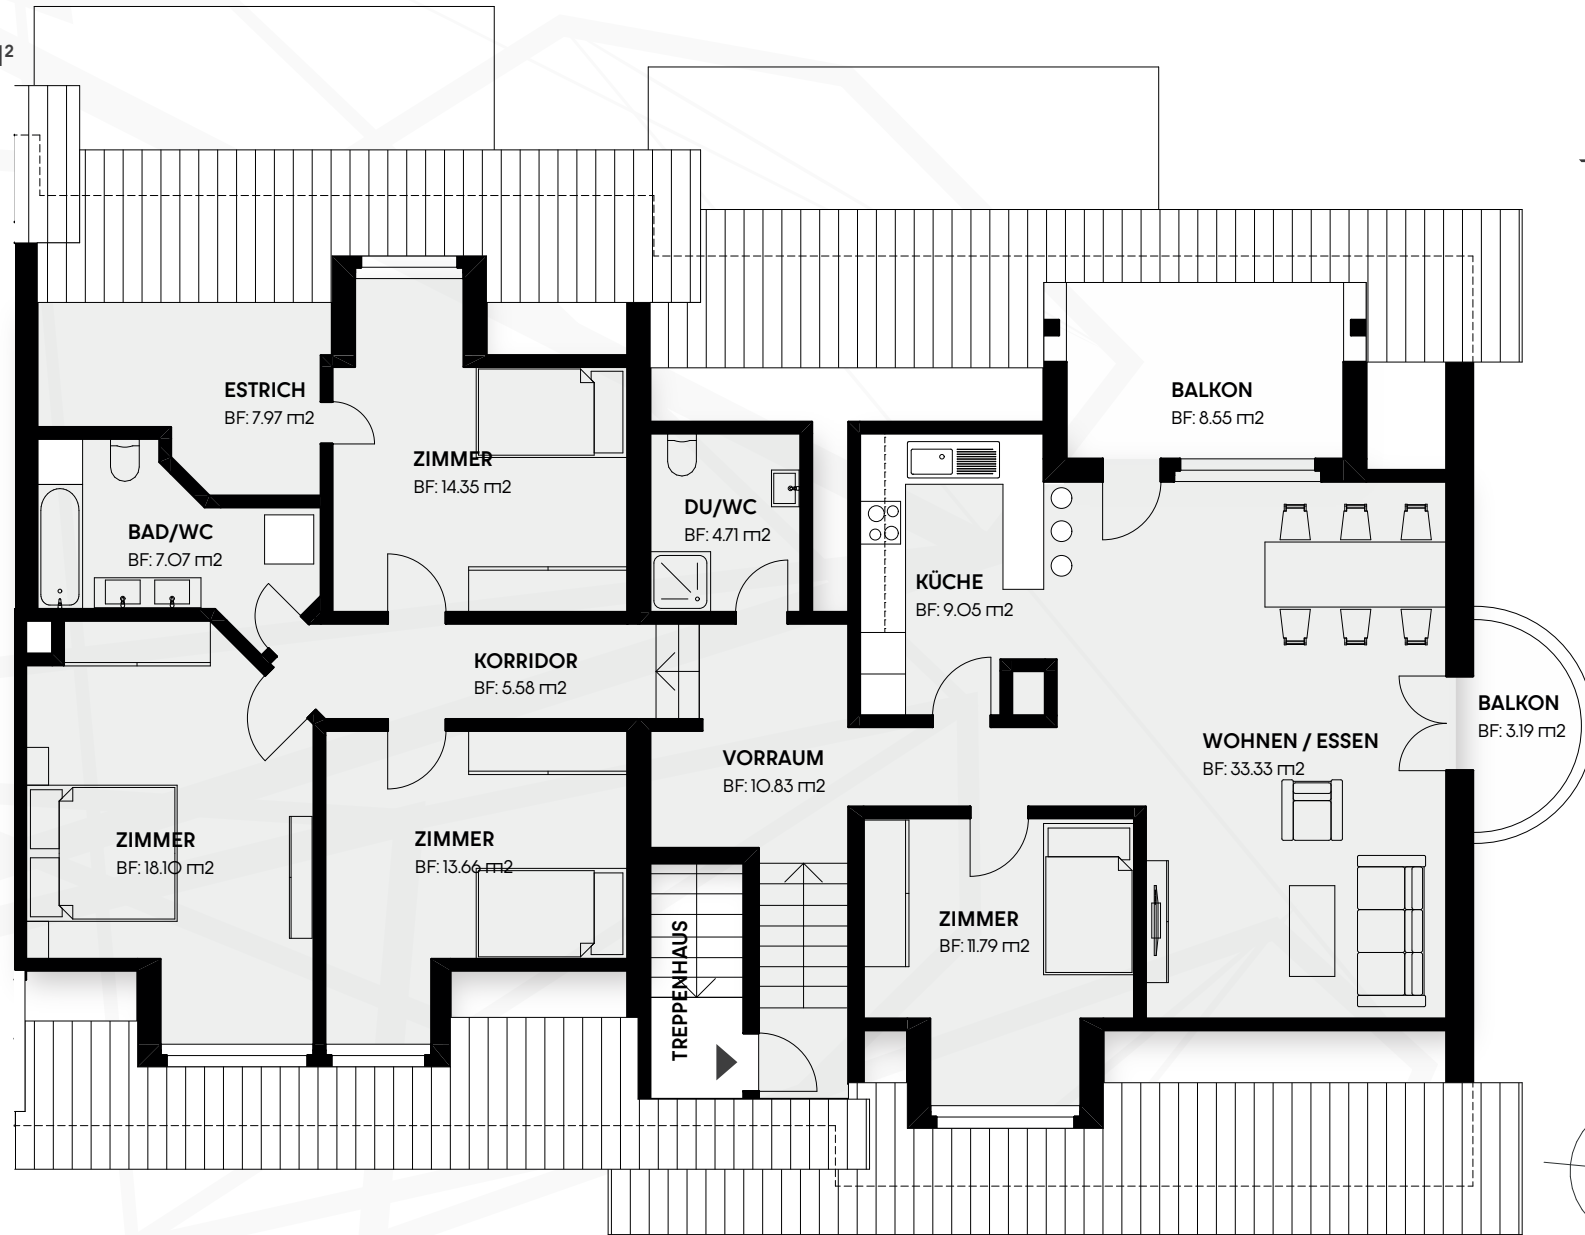 ESTRICH
BF: 7.97 m2
BALKON
BF: 8.55 m2
ZIMMER
BF: 14.35 m2
DU/WC
BF: 4.71 m2
BAD/WC
BF: 7.07 m2
KÜCHE
BF: 9.05 m2
KORRIDOR
BF: 5.58 m2
BALKON
BF: 3.19 m2
WOHNEN / ESSEN
BF: 33.33 m2
VORRAUM
BF: 10.83 m2
ZIMMER
BF: 18.10 m2
ZIMMER
BF: 13.66 m2
ZIMMER
BF: 11.79 m2
TREPPENHAUS